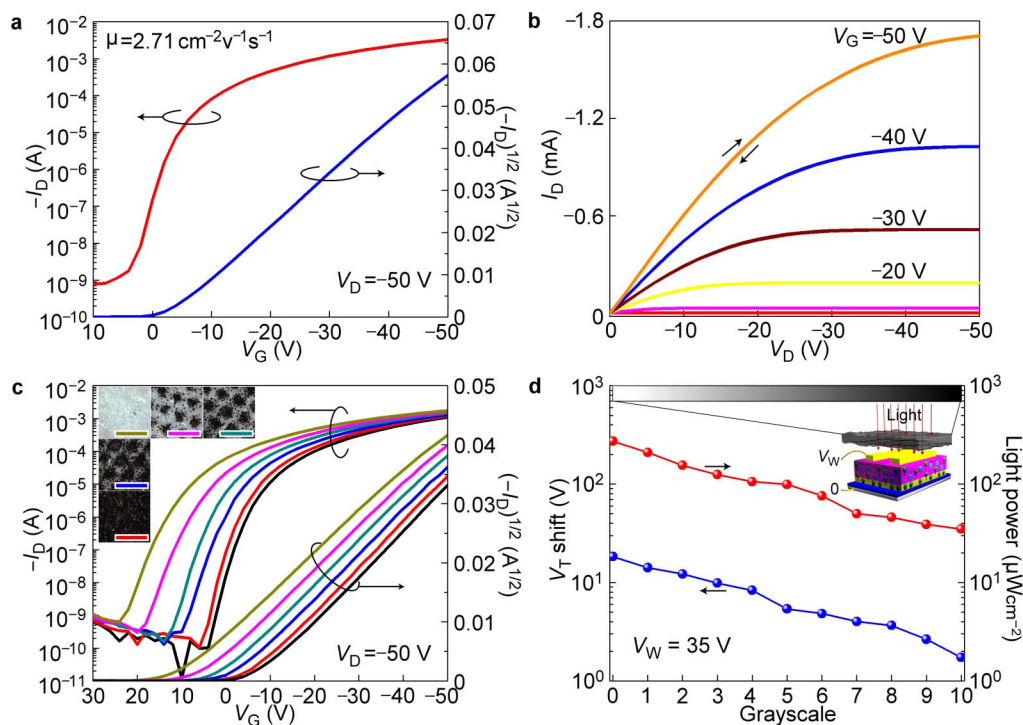 a
μ=2.71 cm⁻²v⁻¹s⁻¹
10⁻² 10⁻³ 10⁻⁴ 10⁻⁵ 10⁻⁶ 10⁻⁷ 10⁻⁸ 10⁻⁹ 10⁻¹⁰
−I_D (A)
0.07 0.06 0.05 0.04 0.03 0.02 0.01 0
(−I_D)^1/2 (A^1/2)
V_D=−50 V
10 0 −10 −20 −30 −40 −50
V_G (V)
b
V_G=−50 V
−40 V
−30 V
−20 V
−1.8 −1.2 −0.6 0
I_D (mA)
0 −10 −20 −30 −40 −50
V_D (V)
c
10⁻² 10⁻³ 10⁻⁴ 10⁻⁵ 10⁻⁶ 10⁻⁷ 10⁻⁸ 10⁻⁹ 10⁻¹⁰ 10⁻¹¹
−I_D (A)
0.05 0.04 0.03 0.02 0.01 0
(−I_D)^1/2 (A^1/2)
V_D=−50 V
30 20 10 0 −10 −20 −30 −40 −50
V_G (V)
d
10³ 10² 10¹ 10⁰
V_T shift (V)
10³ 10² 10¹ 10⁰
Light power (μWcm⁻²)
Light
V_W
0
V_W = 35 V
0 1 2 3 4 5 6 7 8 9 10
Grayscale